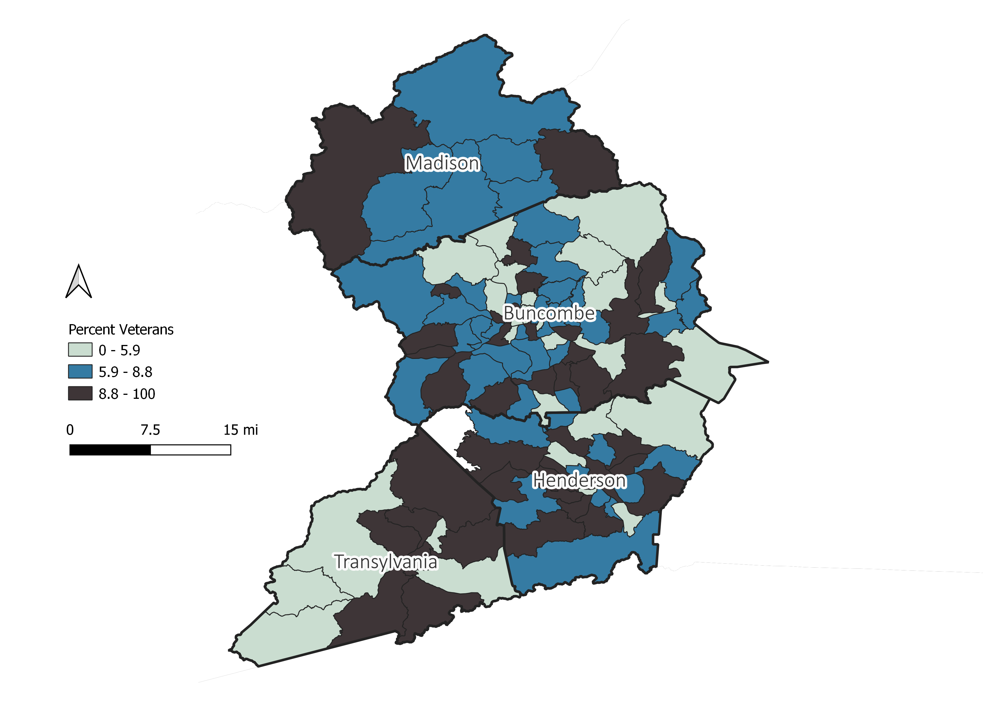 Madison
Buncombe
Percent Veterans
0 - 5.9
5.9 - 8.8
8.8 - 100
0 7.5 15 mi
Henderson
Transylvania